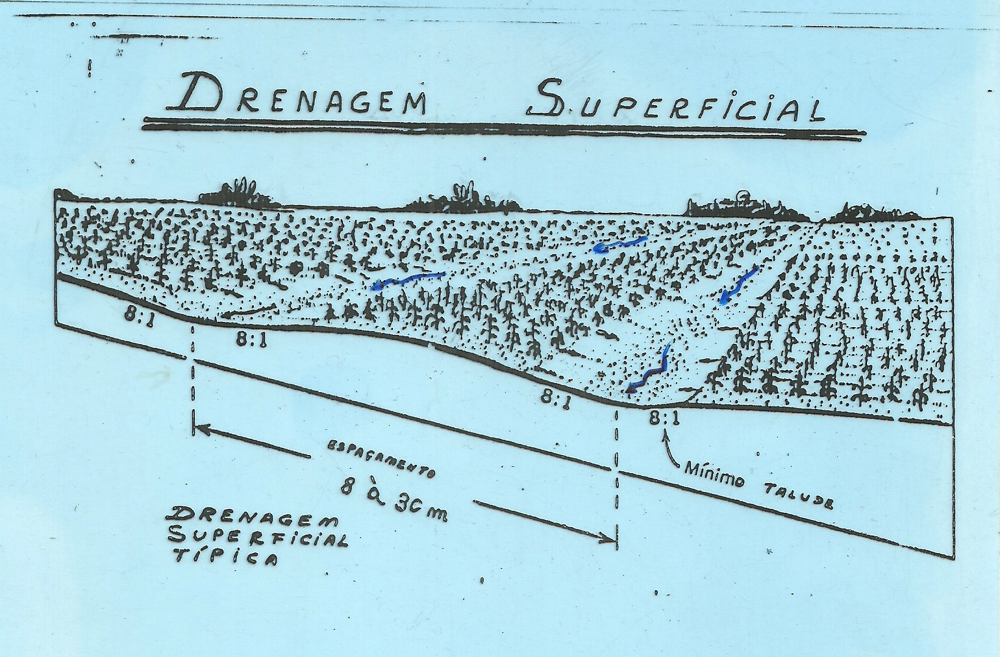 DRENAGEM SUPERFICIAL
8:1
8:1
8:1
8:1
ESPAÇAMENTO
8 à 30m
Mínimo TALUDE
DRENAGEM
SUPERFICIAL
TÍPICA